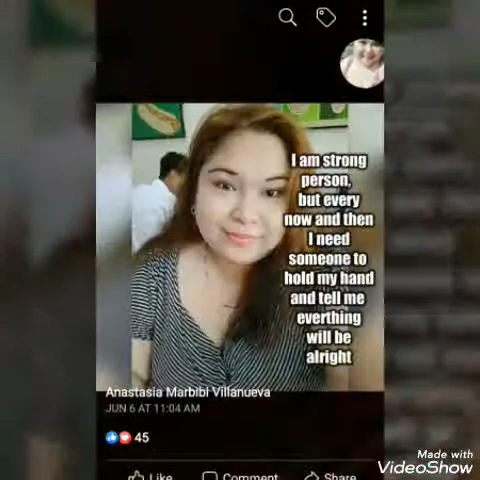 I am strong
person,
but every
now and then
I need
someone to
hold my hand
and tell me
everthing
will be
alright
Anastasia Marbibi Villanueva
JUN 6 AT 11:04 AM
45
Like Comment Share
Made with
VideoShow